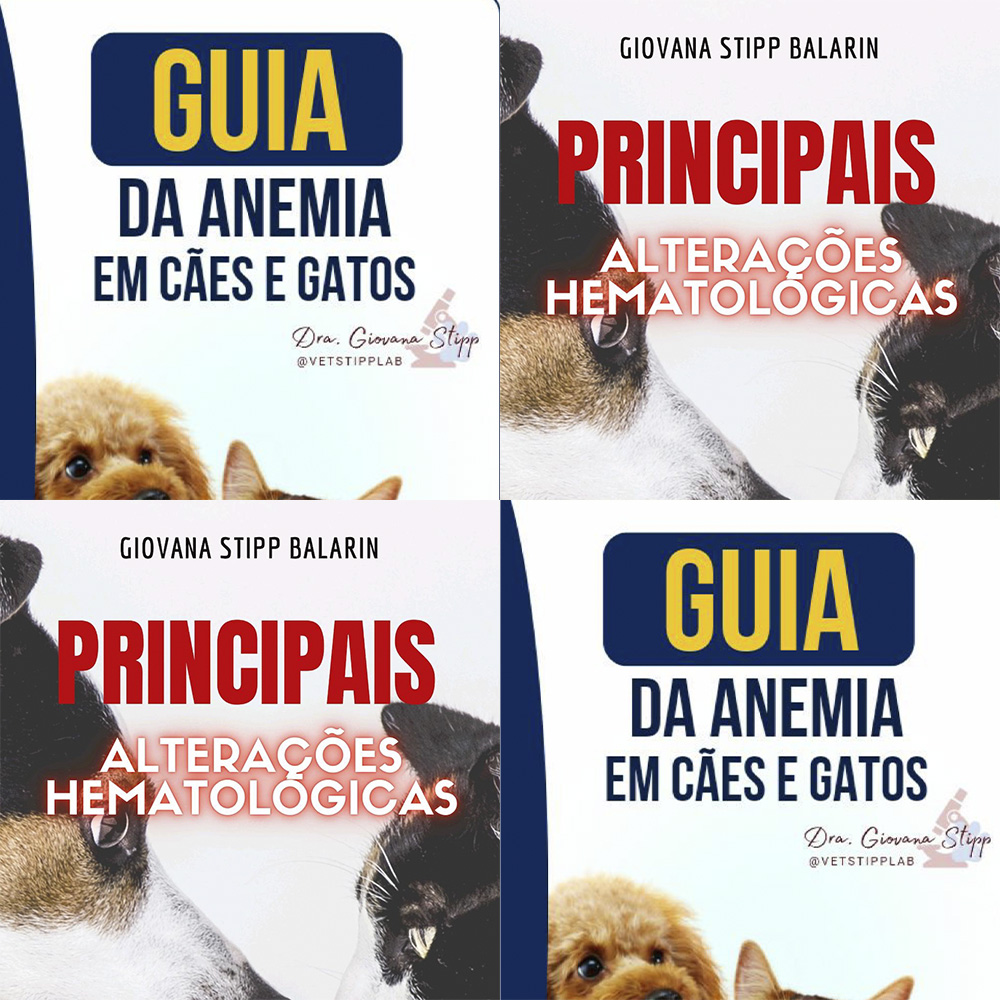 GUIA
DA ANEMIA
EM CÃES E GATOS
Dra. Giovana Stipp
@VETSTIPPLAB
GIOVANA STIPP BALARIN
PRINCIPAIS
ALTERAÇÕES
HEMATOLÓGICAS
GIOVANA STIPP BALARIN
PRINCIPAIS
ALTERAÇÕES
HEMATOLÓGICAS
GUIA
DA ANEMIA
EM CÃES E GATOS
Dra. Giovana Stipp
@VETSTIPPLAB